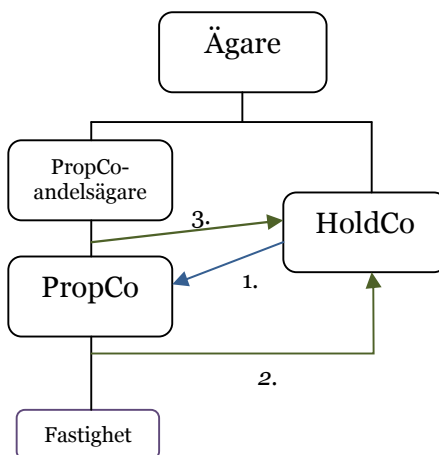 Ägare
PropCo-
andelsägare
3.
HoldCo
1.
PropCo
2.
Fastighet